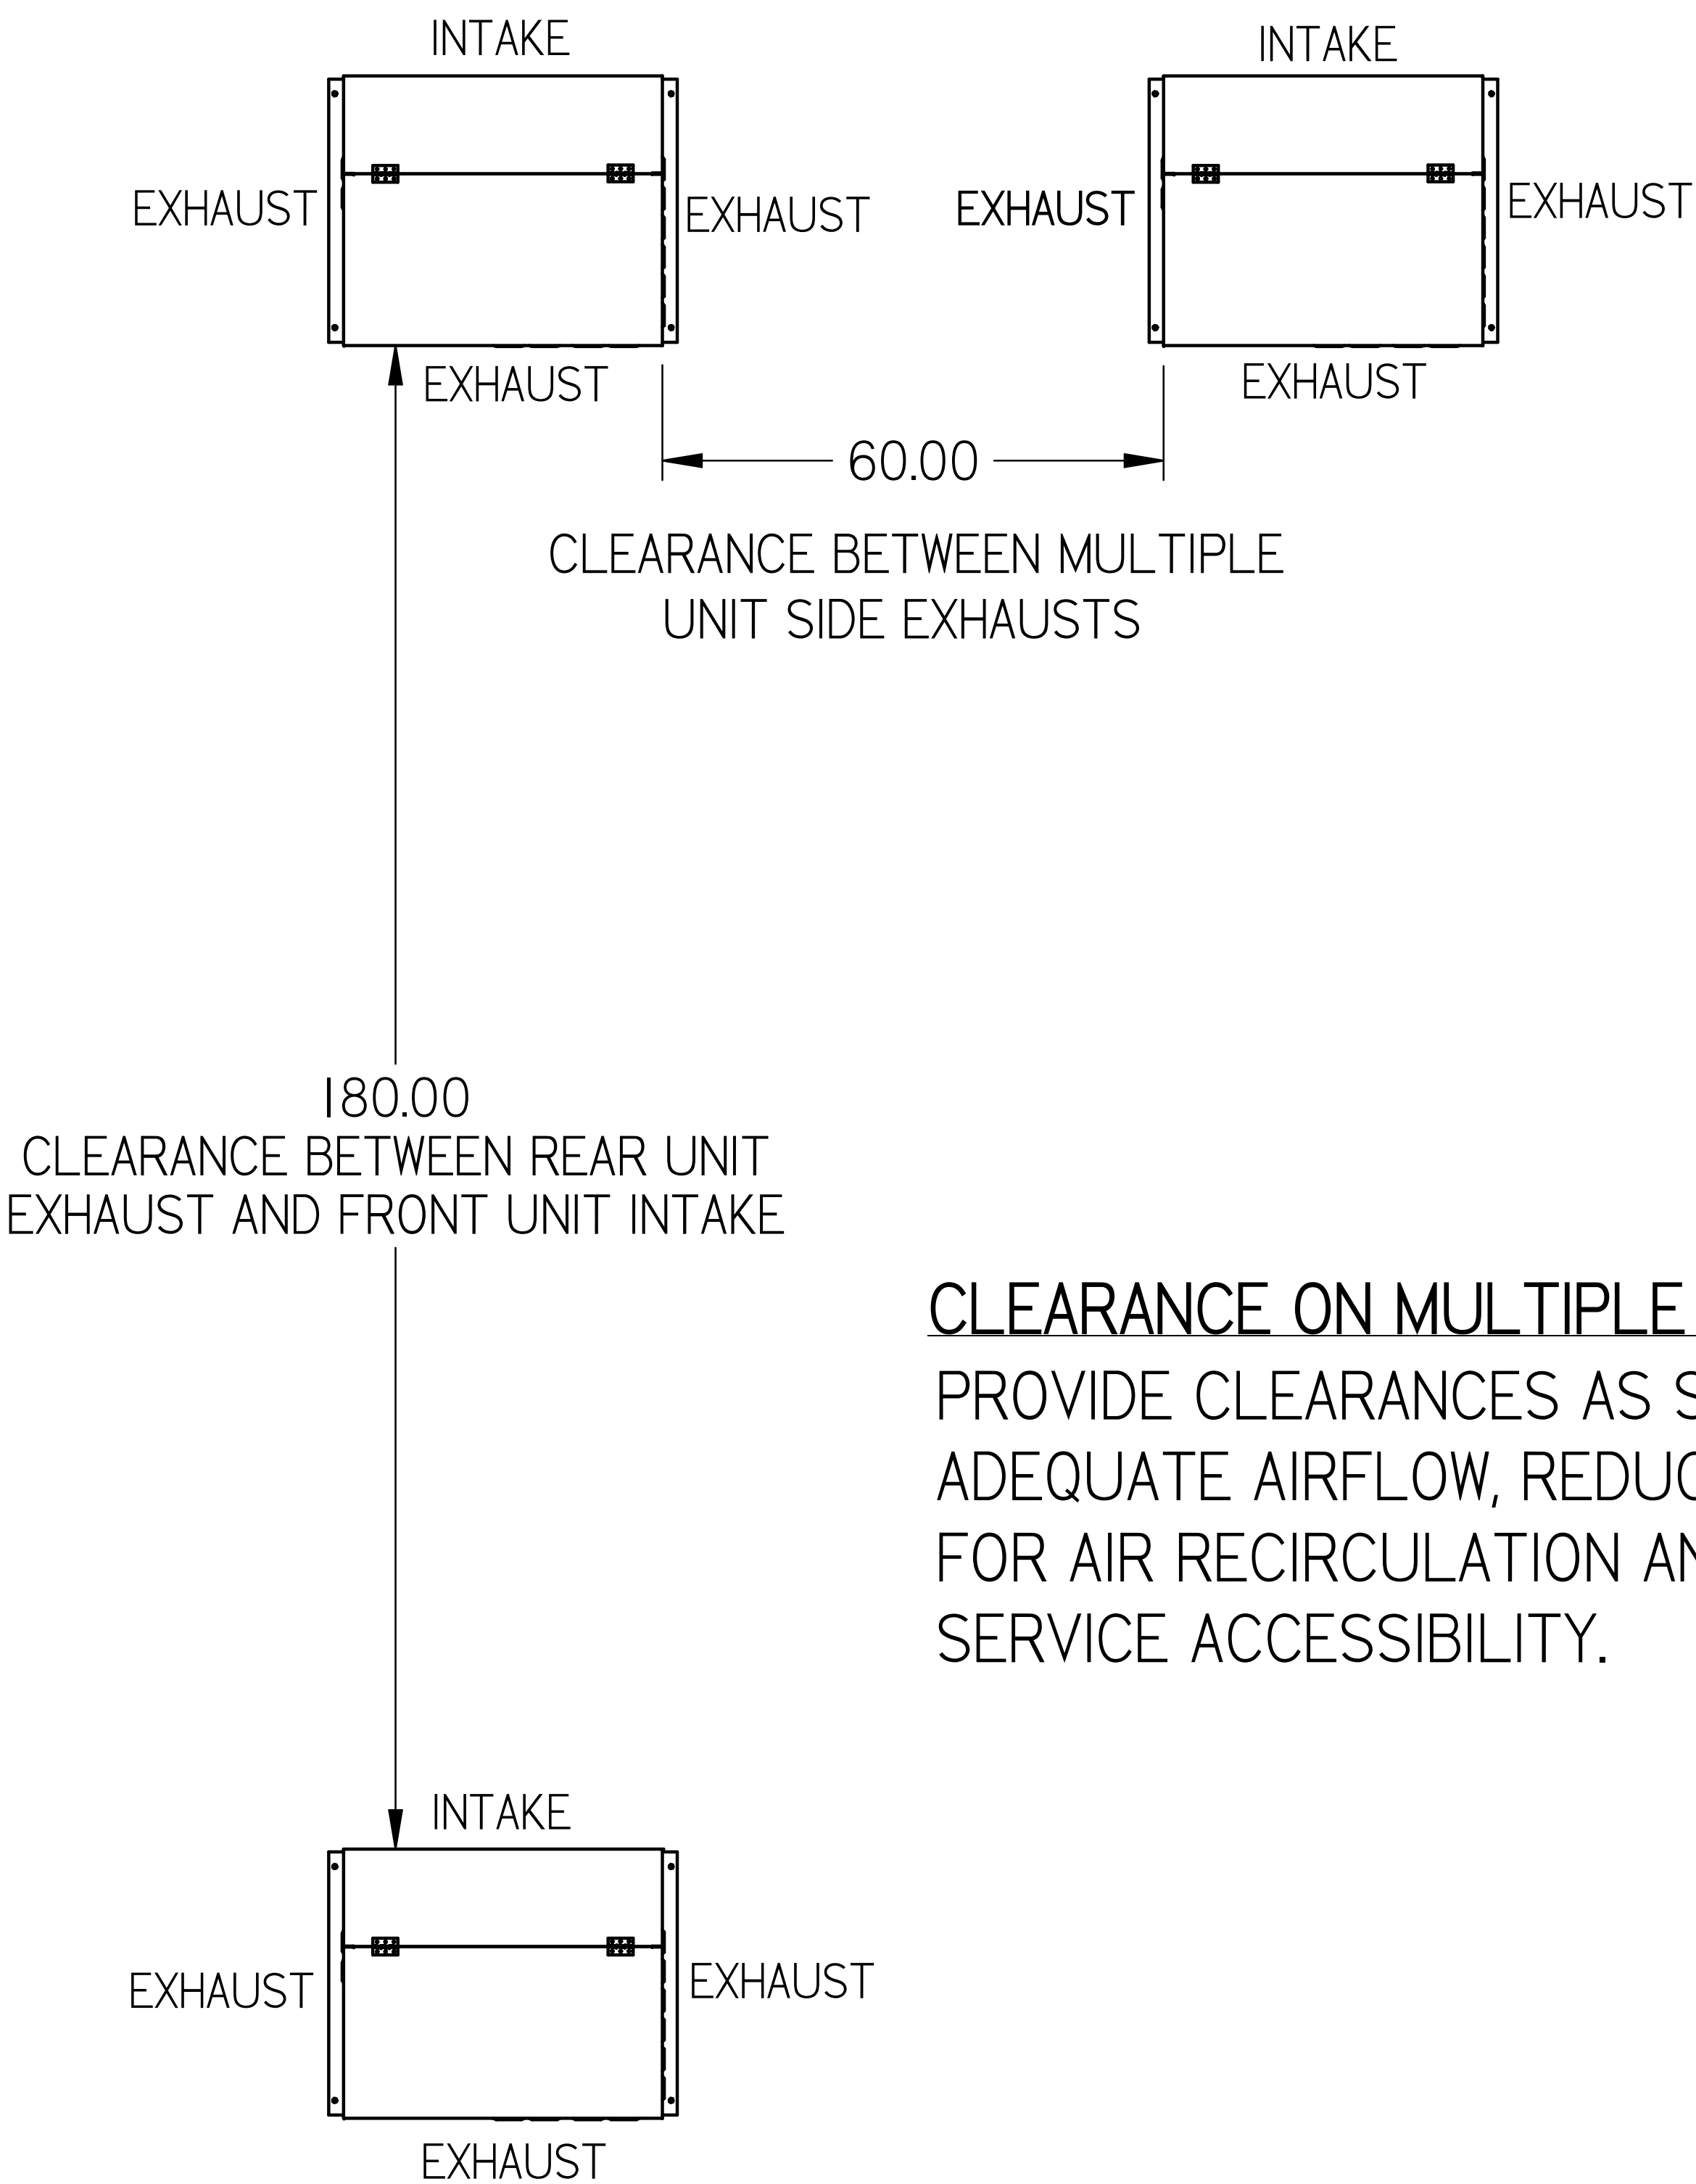 INTAKE
INTAKE
EXHAUST
EXHAUST
EXHAUST
EXHAUST
EXHAUST
EXHAUST
60.00
CLEARANCE BETWEEN MULTIPLE
UNIT SIDE EXHAUSTS
180.00
CLEARANCE BETWEEN REAR UNIT
EXHAUST AND FRONT UNIT INTAKE
CLEARANCE ON MULTIPLE
PROVIDE CLEARANCES AS
ADEQUATE AIRFLOW,
FOR AIR RECIRCULATION
SERVICE ACCESSIBILITY.
INTAKE
EXHAUST
EXHAUST
EXHAUST